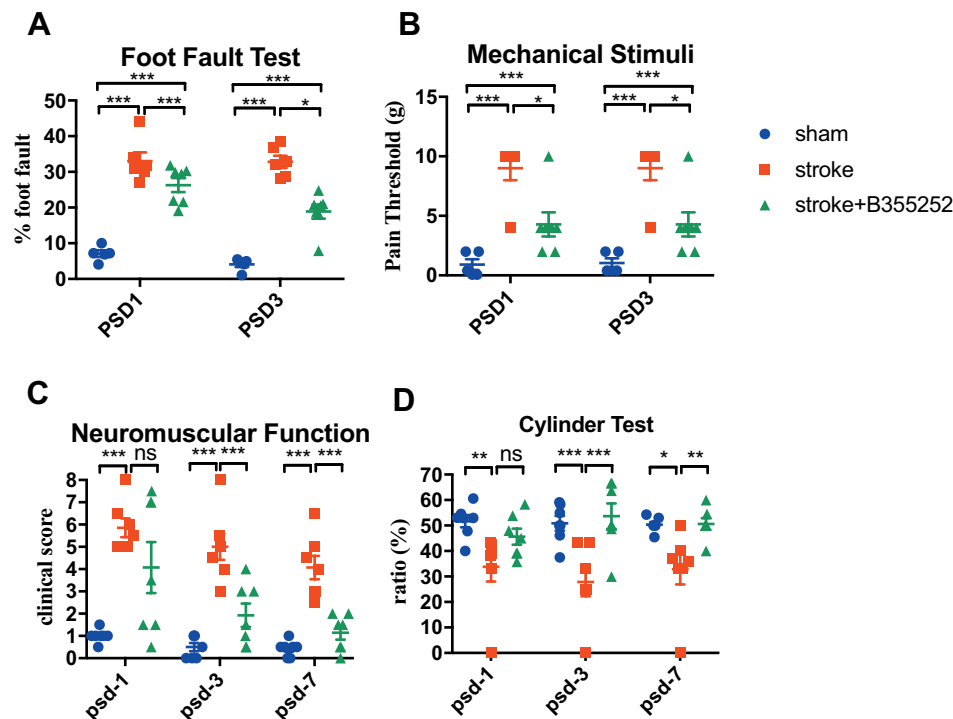 A
Foot Fault Test
***
***
***
***
***
*
% foot fault
50
40
30
20
10
0
PSD1
PSD3
B
Mechanical Stimuli
***
***
***
*
***
*
Pain Threshold (g)
15
10
5
0
PSD1
PSD3
sham
stroke
stroke+B355252
C
Neuromuscular Function
***
ns
***
***
***
***
clinical score
8
7
6
5
4
3
2
1
0
psd-1
psd-3
psd-7
D
Cylinder Test
**
ns
***
***
*
**
ratio (%)
70
60
50
40
30
20
10
0
psd-1
psd-3
psd-7